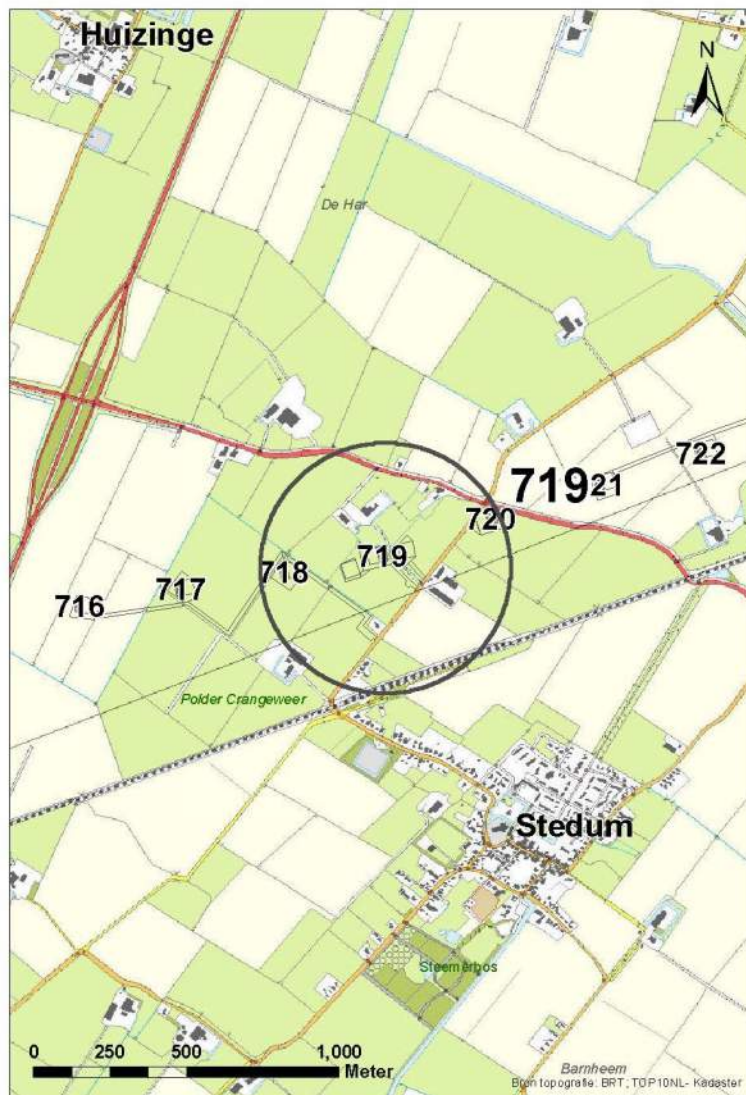 Huizinge
N
De Har
722
719 21
720
719
718
717
716
Polder Crangeweer
Stedum
Steemerbos
0 250 500 1,000
Meter
Barnheem
Bron topografie: BRT; TOP10NL- Kadaster